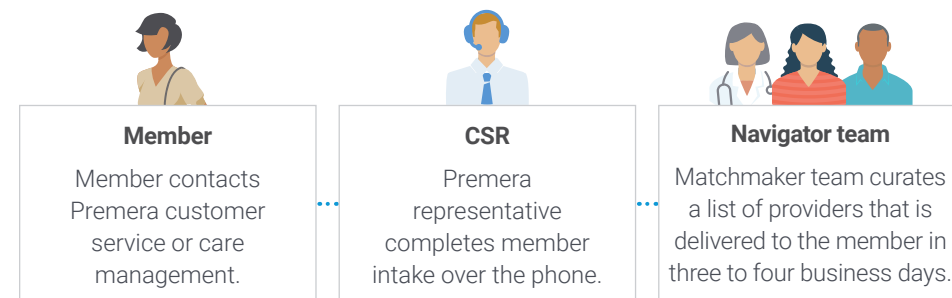 Member
Member contacts
Premera customer
service or care
management.
CSR
Premera
representative
completes member
intake over the phone.
Navigator team
Matchmaker team curates
a list of providers that is
delivered to the member in
three to four business days.